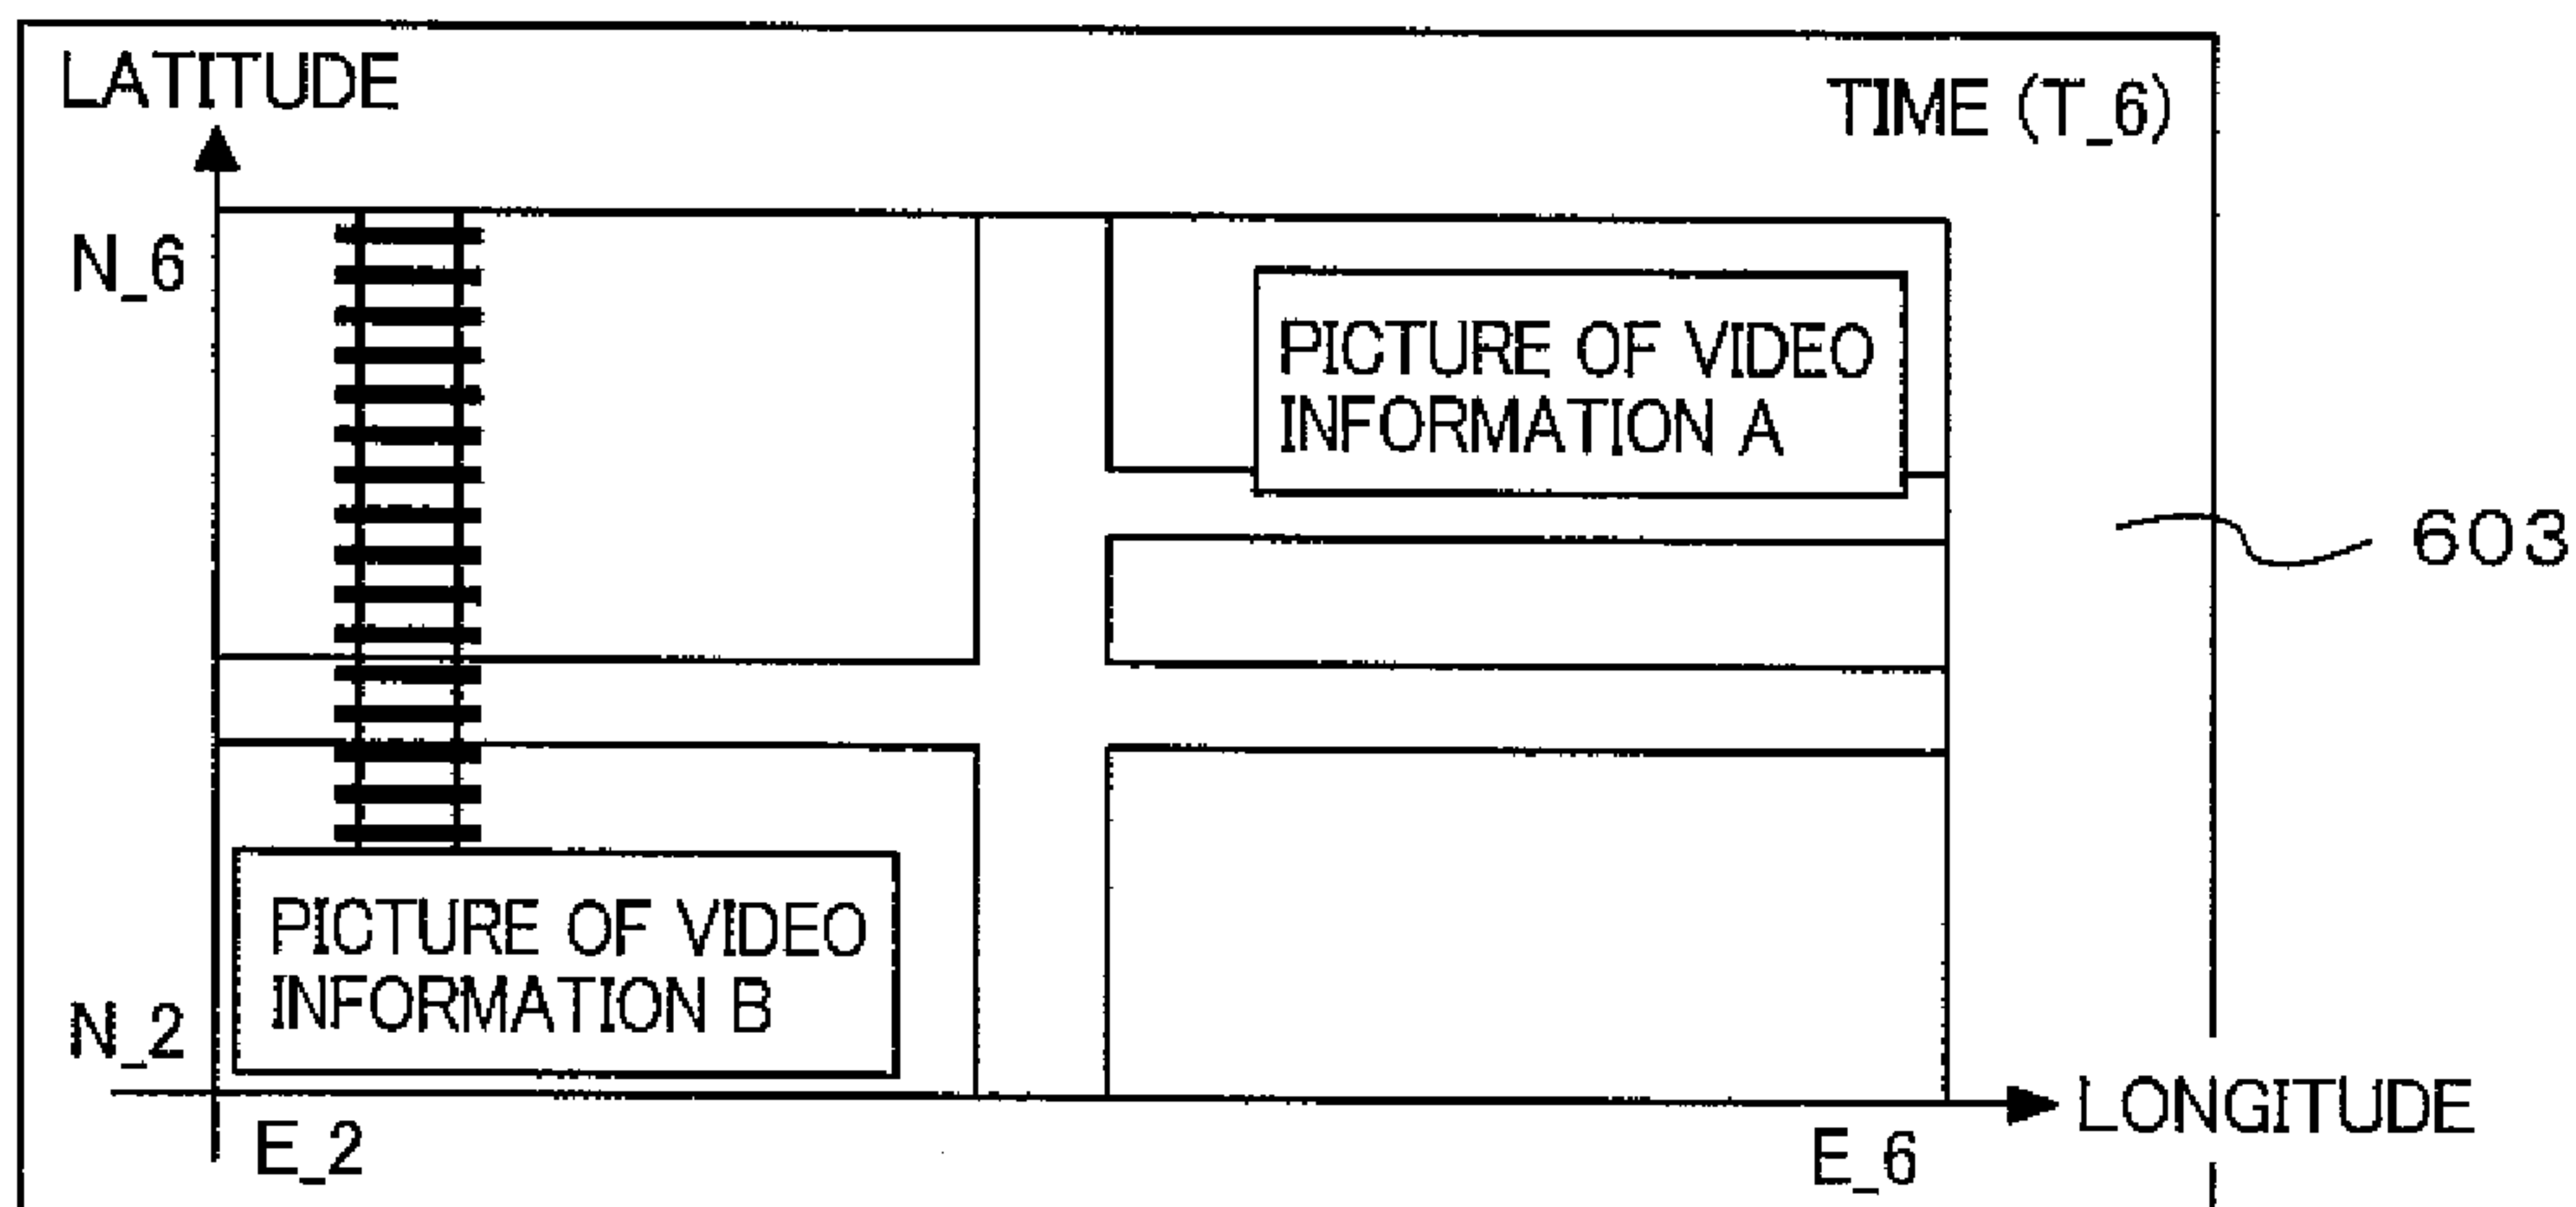 LATITUDE
TIME (T_6)
N_6
PICTURE OF VIDEO
INFORMATION A
603
PICTURE OF VIDEO
INFORMATION B
N_2
LONGITUDE
E_2
E_6